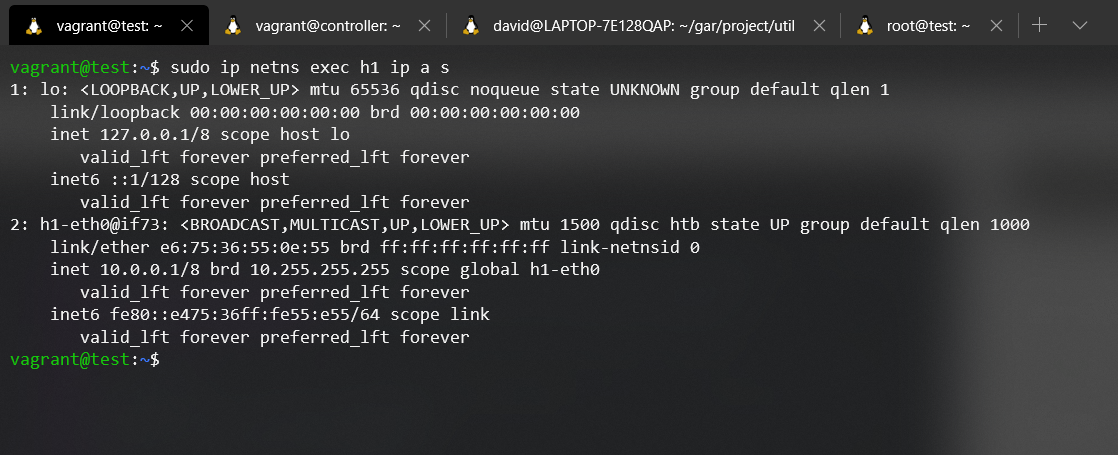 vagrant@test: ~
vagrant@controller: ~
david@LAPTOP-7E128QAP: ~/gar/project/util
root@test: ~
vagrant@test:~$ sudo ip netns exec h1 ip a s
1: lo: <LOOPBACK,UP,LOWER_UP> mtu 65536 qdisc noqueue state UNKNOWN group default qlen 1
    link/loopback 00:00:00:00:00:00 brd 00:00:00:00:00:00
    inet 127.0.0.1/8 scope host lo
       valid_lft forever preferred_lft forever
    inet6 ::1/128 scope host
       valid_lft forever preferred_lft forever
2: h1-eth0@if73: <BROADCAST,MULTICAST,UP,LOWER_UP> mtu 1500 qdisc htb state UP group default qlen 1000
    link/ether e6:75:36:55:0e:55 brd ff:ff:ff:ff:ff:ff link-netnsid 0
    inet 10.0.0.1/8 brd 10.255.255.255 scope global h1-eth0
       valid_lft forever preferred_lft forever
    inet6 fe80::e475:36ff:fe55:e55/64 scope link
       valid_lft forever preferred_lft forever
vagrant@test:~$